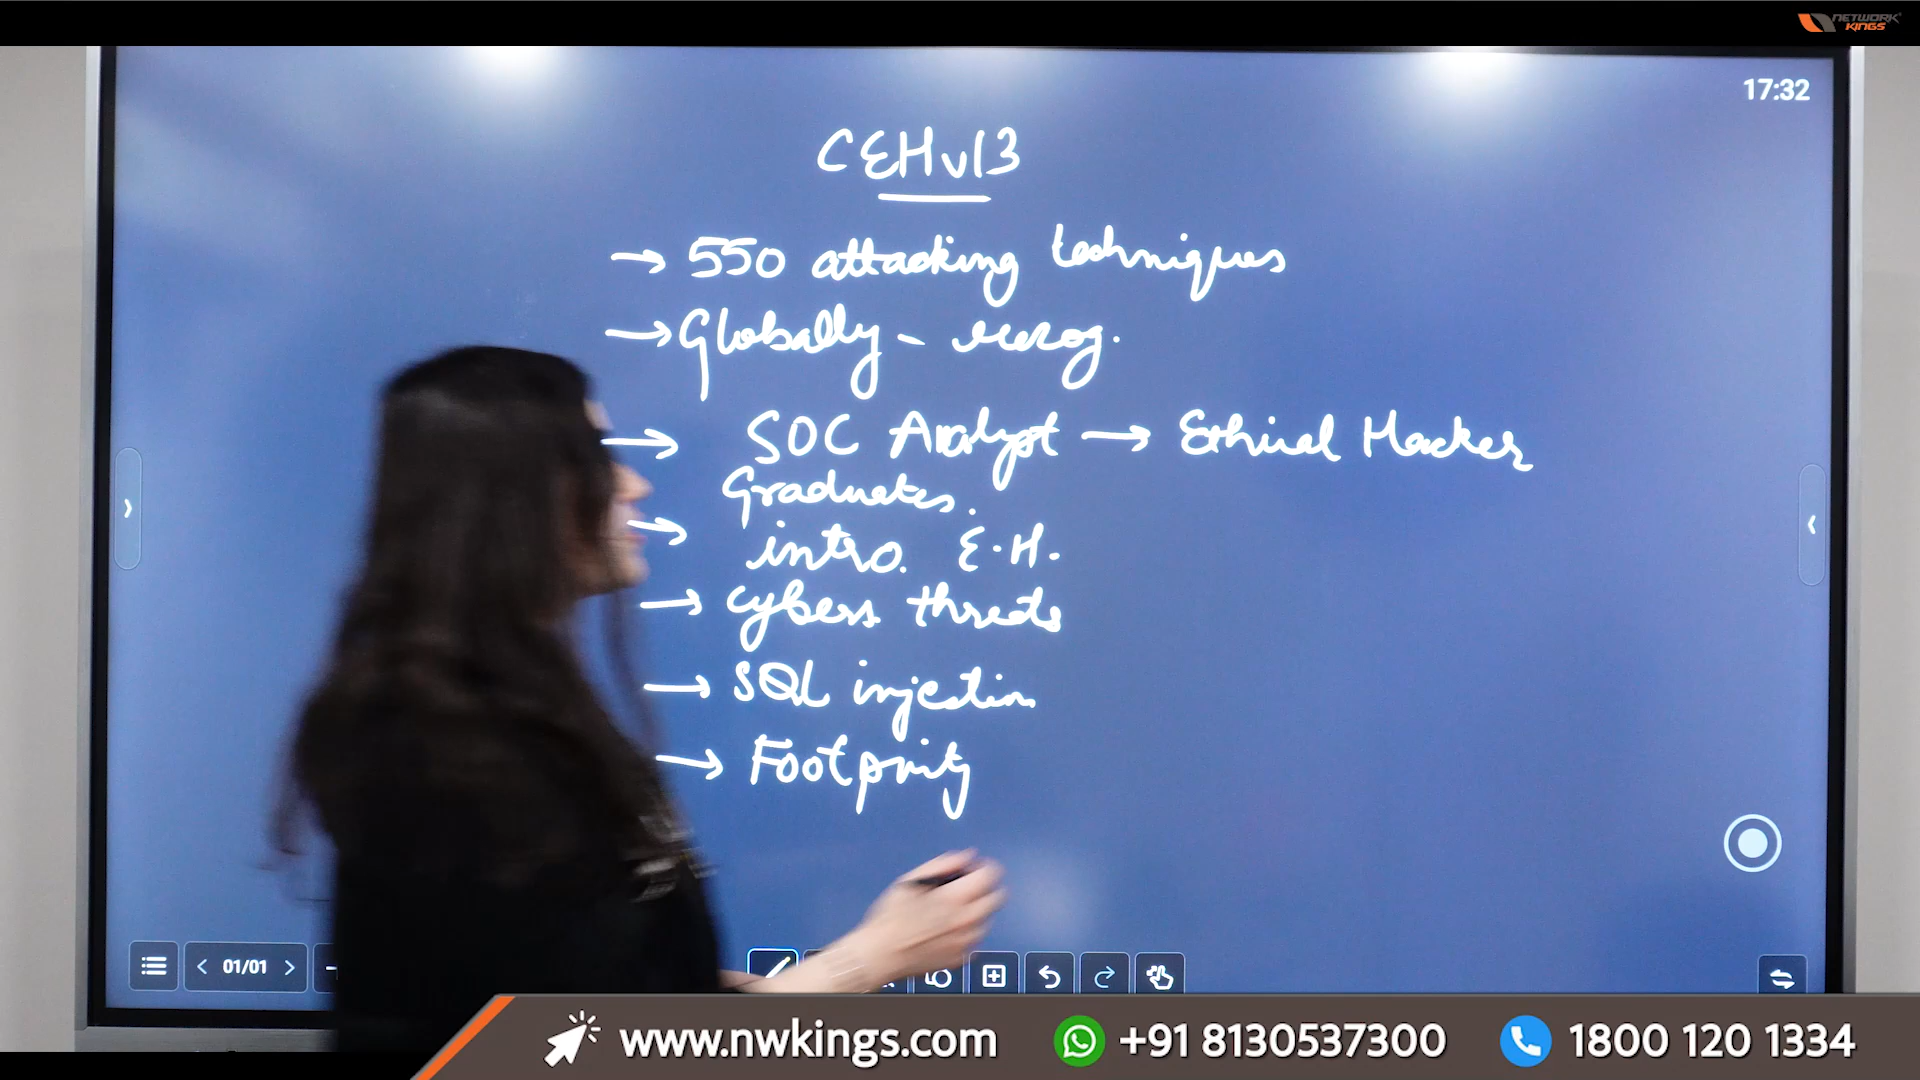 NETWORK
KINGS
17:32
CEHv13
→ 550 attacking techniques
→ Globally - recog.
→ SOC Analyst → Ethical Hacker
Graduates.
→ intro. E.H.
→ cybers threats
→ SQL injection
→ Footprintg
01/01
www.nwkings.com +91 8130537300 1800 120 1334